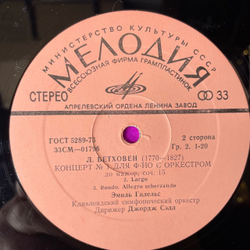 МИНИСТЕРСТВО КУЛЬТУРЫ СССР
МЕЛОДИЯ
ВСЕСОЮЗНАЯ ФИРМА ГРАМПЛАСТИНОК
СТЕРЕО
33
АПРЕЛЕВСКИЙ ОРДЕНА ЛЕНИНА ЗАВОД
ГОСТ 5289-73
2 сторона
33СМ—01796
Гр. 2. 1-20
Л. БЕТХОВЕН (1770—1827)
КОНЦЕРТ № 1 ДЛЯ Ф-НО С ОРКЕСТРОМ
до мажор, соч. 15
2. Largo
3. Rondo. Allegro scherzando
Эмиль Гилельс
Кливлендский симфонический оркестр
Дирижер Джордж Сэлл